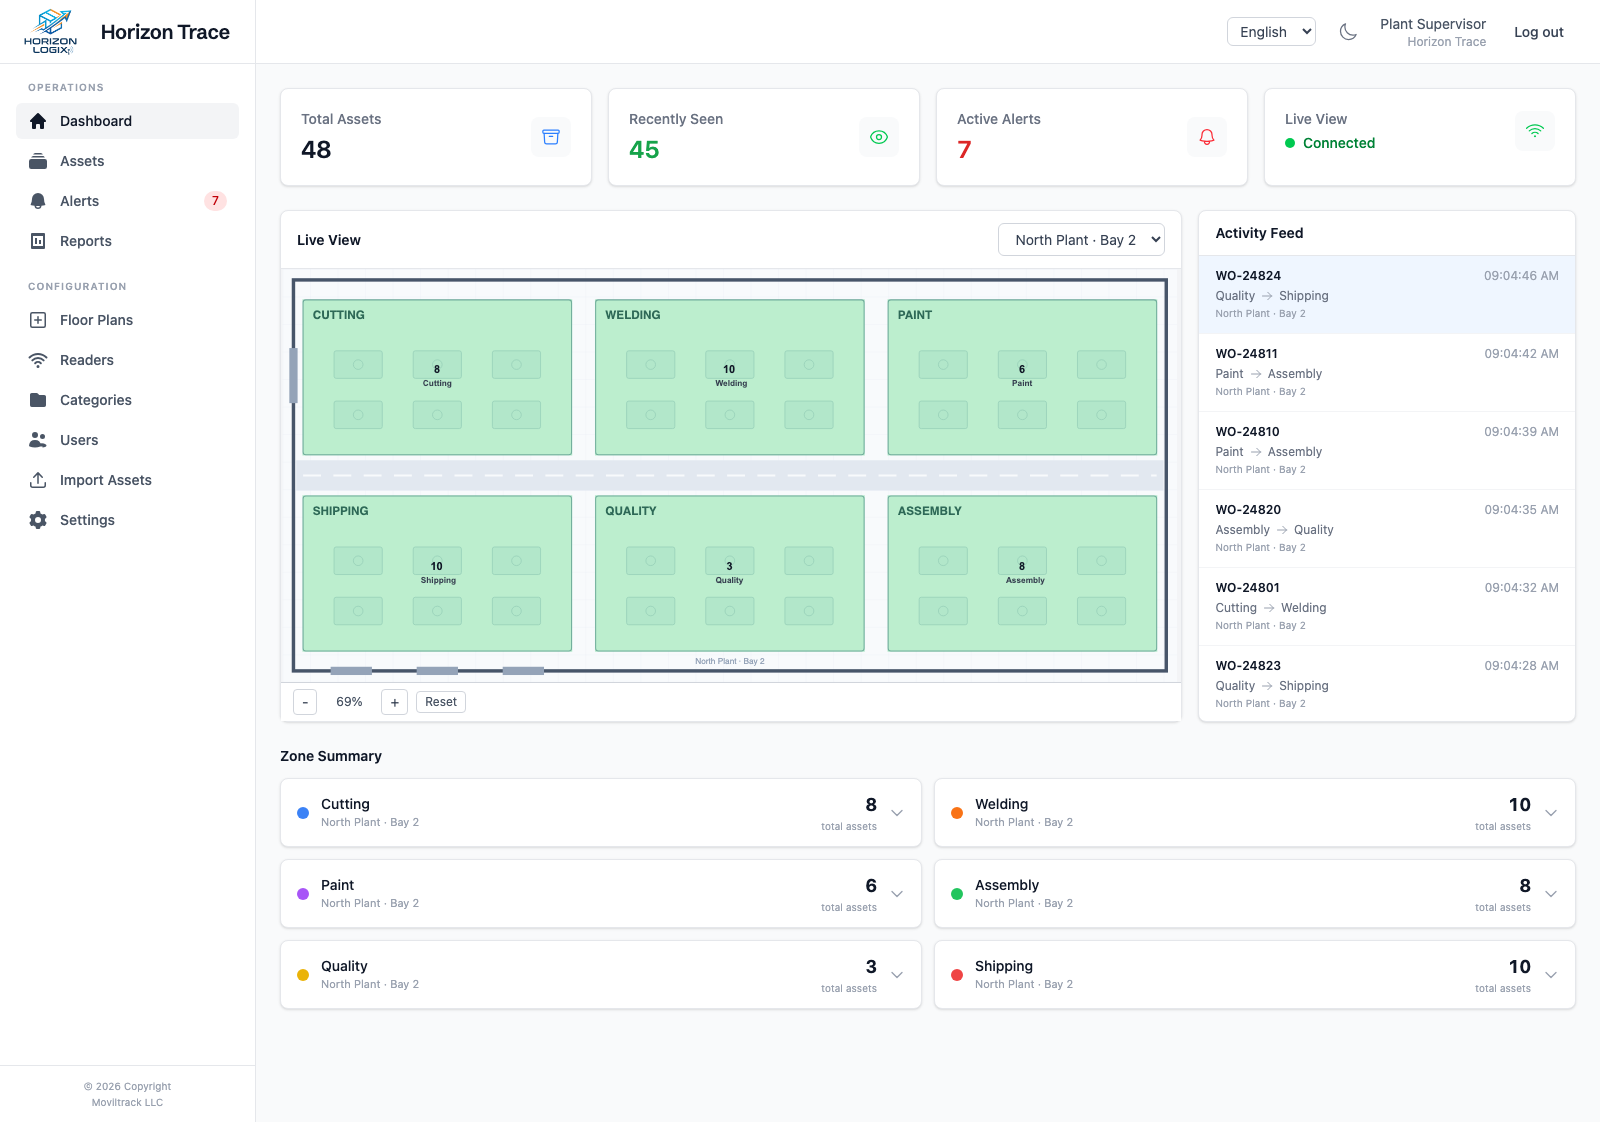 HORIZON
LOGIX
Horizon Trace
English
Plant Supervisor
Horizon Trace
Log out
OPERATIONS
Dashboard
Assets
Alerts
7
Reports
CONFIGURATION
Floor Plans
Readers
Categories
Users
Import Assets
Settings
© 2026 Copyright
Moviltrack LLC
Total Assets
48
Recently Seen
45
Active Alerts
7
Live View
Connected
Live View
North Plant · Bay 2
CUTTING
8
Cutting
WELDING
10
Welding
PAINT
6
Paint
SHIPPING
10
Shipping
QUALITY
3
Quality
ASSEMBLY
8
Assembly
North Plant · Bay 2
-
69%
+
Reset
Activity Feed
WO-24824 09:04:46 AM
Quality → Shipping
North Plant · Bay 2
WO-24811 09:04:42 AM
Paint → Assembly
North Plant · Bay 2
WO-24810 09:04:39 AM
Paint → Assembly
North Plant · Bay 2
WO-24820 09:04:35 AM
Assembly → Quality
North Plant · Bay 2
WO-24801 09:04:32 AM
Cutting → Welding
North Plant · Bay 2
WO-24823 09:04:28 AM
Quality → Shipping
North Plant · Bay 2
Zone Summary
Cutting
North Plant · Bay 2
8
total assets
Welding
North Plant · Bay 2
10
total assets
Paint
North Plant · Bay 2
6
total assets
Assembly
North Plant · Bay 2
8
total assets
Quality
North Plant · Bay 2
3
total assets
Shipping
North Plant · Bay 2
10
total assets